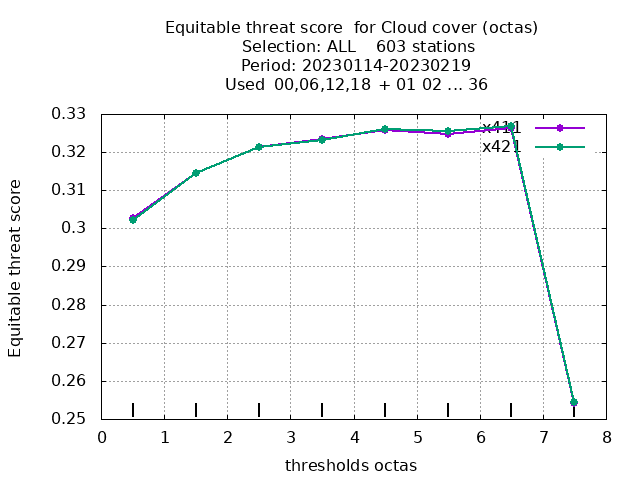 Equitable threat score  for Cloud cover (octas)
Selection: ALL    603 stations
Period: 20230114-20230219
Used  00,06,12,18  + 01 02 ... 36
x411
x421
Equitable threat score
0.33
0.32
0.31
0.3
0.29
0.28
0.27
0.26
0.25
0 1 2 3 4 5 6 7 8
thresholds octas